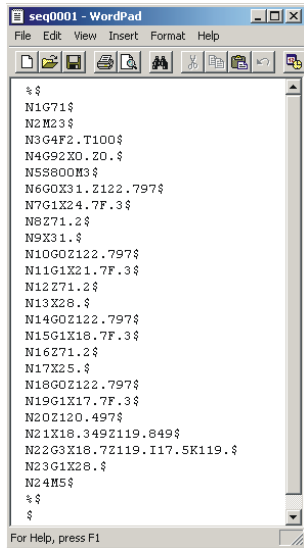 seq0001 - WordPad
File Edit View Insert Format Help
%$
N1G71$
N2M23$
N3G4F2.T100$
N4G92X0.Z0.$
N5S800M3$
N6G0X31.Z122.797$
N7G1X24.7F.3$
N8Z71.2$
N9X31.$
N10G0Z122.797$
N11G1X21.7F.3$
N12Z71.2$
N13X28.$
N14G0Z122.797$
N15G1X18.7F.3$
N16Z71.2$
N17X25.$
N18G0Z122.797$
N19G1X17.7F.3$
N20Z120.497$
N21X18.349Z119.849$
N22G3X18.7Z119.I17.5K119.$
N23G1X28.$
N24M5$
%$
$
For Help, press F1